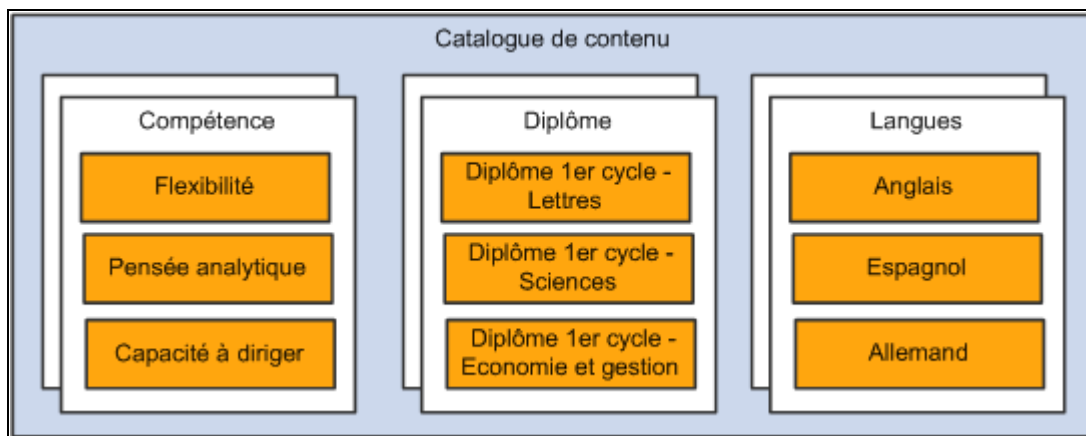 Catalogue de contenu
Compétence
Flexibilité
Pensée analytique
Capacité à diriger
Diplôme
Diplôme 1er cycle -
Lettres
Diplôme 1er cycle -
Sciences
Diplôme 1er cycle -
Economie et gestion
Langues
Anglais
Espagnol
Allemand